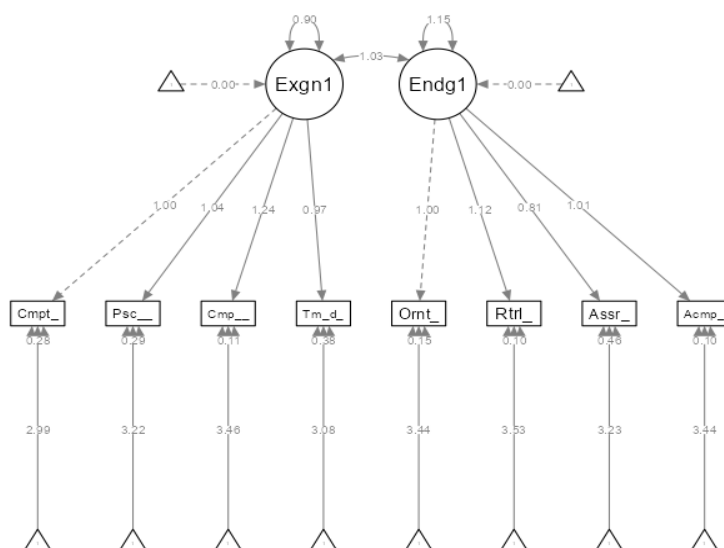 0.90 1.15
1.03
Exgn1 Endg1
0.00 0.00
1.00 1.04 1.24 0.97 1.00 1.12 0.81 1.01
Cmpt_ Psc__ Cmp__ Tm_d_ Ornt_ Rtrl_ Assr_ Acmp_
0.28 0.29 0.11 0.38 0.15 0.10 0.46 0.10
2.99 3.22 3.46 3.08 3.44 3.53 3.23 3.44